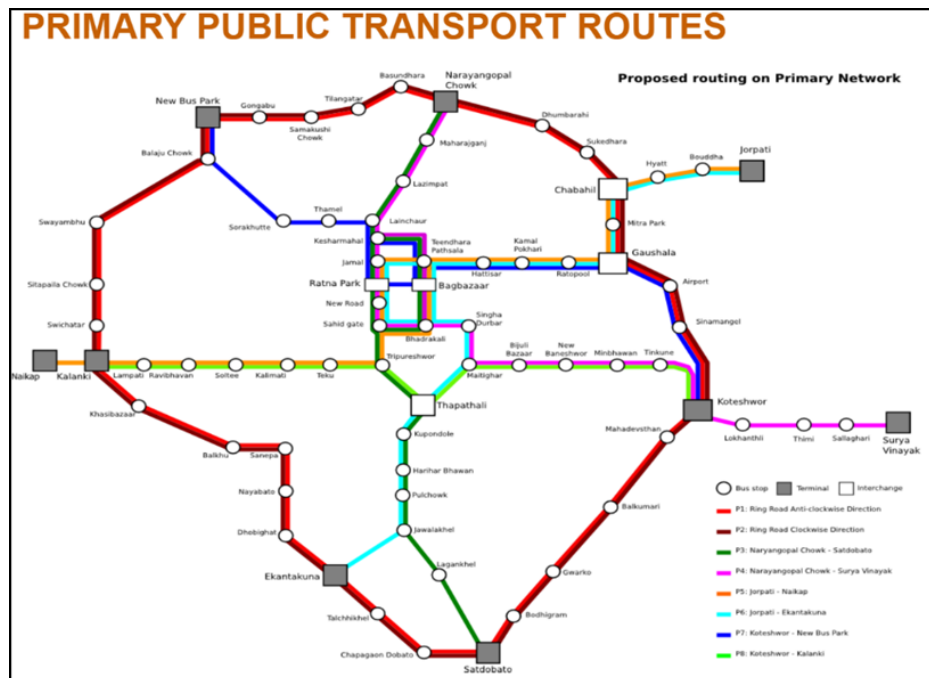 PRIMARY PUBLIC TRANSPORT ROUTES
Proposed routing on Primary Network
Narayangopal
Chowk
Basundhara
Tilangatar
New Bus Park
Gongabu
Samakushi
Chowk
Dhumbarahi
Maharajganj
Sukedhara
Balaju Chowk
Hyatt
Bouddha
Jorpati
Chabahil
Lazimpat
Swayambhu
Sorakhutte
Thamel
Lainchaur
Mitra Park
Kesharmahal
Teendhara
Pathsala
Kamal
Pokhari
Gaushala
Jamal
Hattisar
Ratopool
Sitapaila Chowk
Ratna Park
Bagbazaar
Airport
New Road
Singha
Durbar
Swichatar
Sahid gate
Sinamangel
Bhadrakali
Bijuli
Bazaar
New
Baneshwor
Minbhawan
Tinkune
Tripureshwor
Naikap
Kalanki
Lampati
Ravibhavan
Soltee
Kalimati
Teku
Maitighar
Khasibazaar
Thapathali
Koteshwor
Mahadevsthan
Lokhanthli
Thimi
Sallaghari
Surya
Vinayak
Kupondole
Balkhu
Sanepa
Harihar Bhawan
Nayabato
Pulchowk
Balkumari
Dhobighat
Jawalakhel
Ekantakuna
Lagankhel
Gwarko
Talchhikhel
Bodhigram
Chapagaon Dobato
Satdobato
Bus stop
Terminal
Interchange
P1: Ring Road Anti-clockwise Direction
P2: Ring Road Clockwise Direction
P3: Naryangopal Chowk - Satdobato
P4: Narayangopal Chowk - Surya Vinayak
P5: Jorpati - Naikap
P6: Jorpati - Ekantakuna
P7: Koteshwor - New Bus Park
P8: Koteshwor - Kalanki